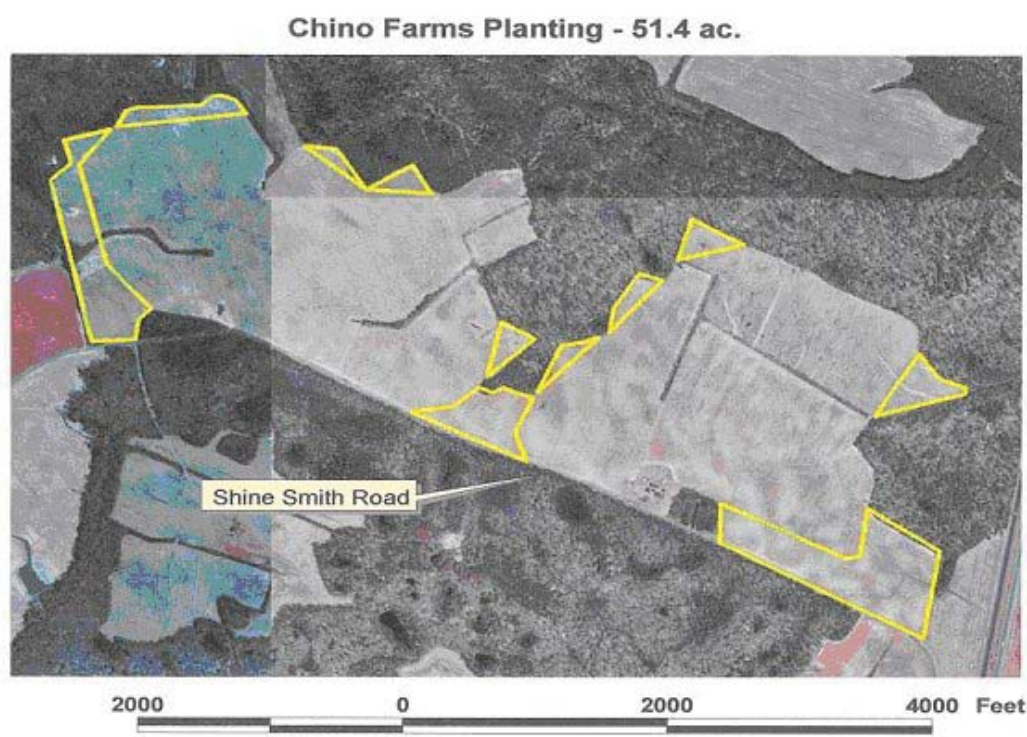 Chino Farms Planting - 51.4 ac.
Shine Smith Road
2000 0 2000 4000 Feet